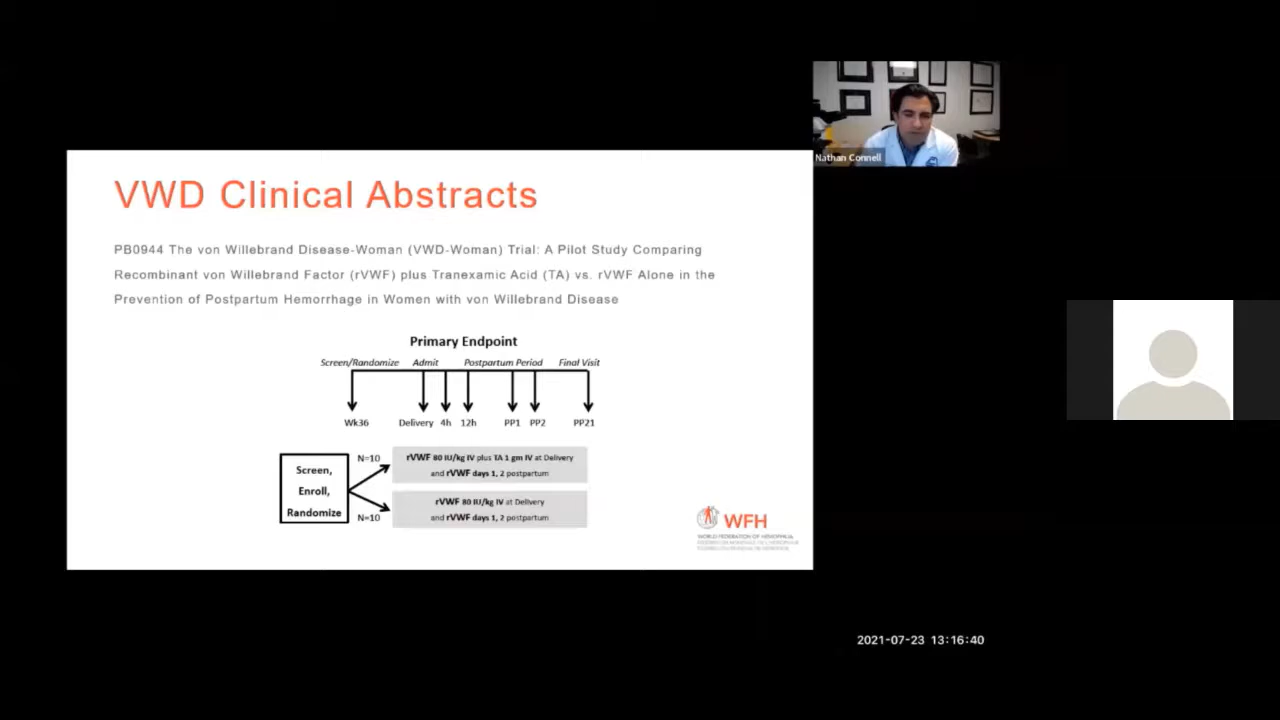 Nathan Connell
VWD Clinical Abstracts
PB0944 The von Willebrand Disease-Woman (VWD-Woman) Trial: A Pilot Study Comparing
Recombinant von Willebrand Factor (rVWF) plus Tranexamic Acid (TA) vs. rVWF Alone in the
Prevention of Postpartum Hemorrhage in Women with von Willebrand Disease
Primary Endpoint
Screen/Randomize Admit Postpartum Period Final Visit
Wk36 Delivery 4h 12h PP1 PP2 PP21
Screen,
Enroll,
Randomize
N=10
N=10
rVWF 80 IU/kg IV plus TA 1 gm IV at Delivery
and rVWF days 1, 2 postpartum
rVWF 80 IU/kg IV at Delivery
and rVWF days 1, 2 postpartum
WFH
WORLD FEDERATION OF HEMOPHILIA
2021-07-23 13:16:40